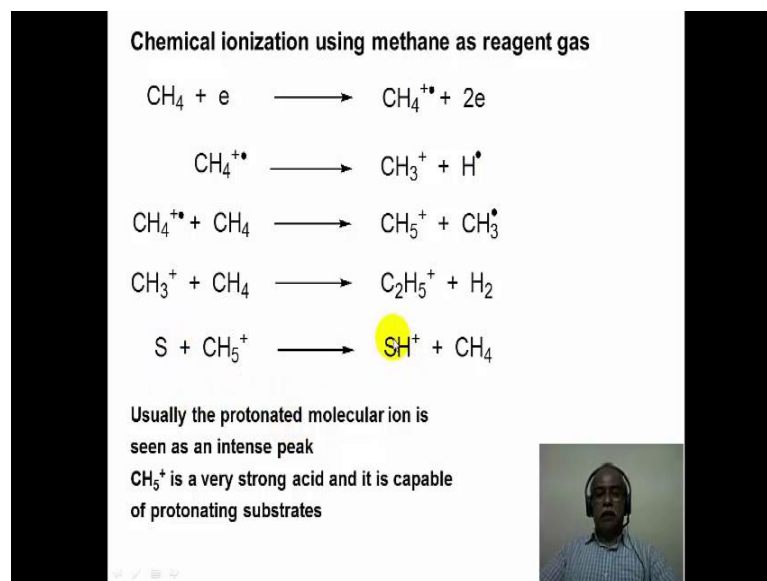 Chemical ionization using methane as reagent gas
CH₄ + e ⟶ CH₄⁺• + 2e
CH₄⁺• ⟶ CH₃⁺ + H•
CH₄⁺• + CH₄ ⟶ CH₅⁺ + CH₃•
CH₃⁺ + CH₄ ⟶ C₂H₅⁺ + H₂
S + CH₅⁺ ⟶ SH⁺ + CH₄
Usually the protonated molecular ion is
seen as an intense peak
CH₅⁺ is a very strong acid and it is capable
of protonating substrates